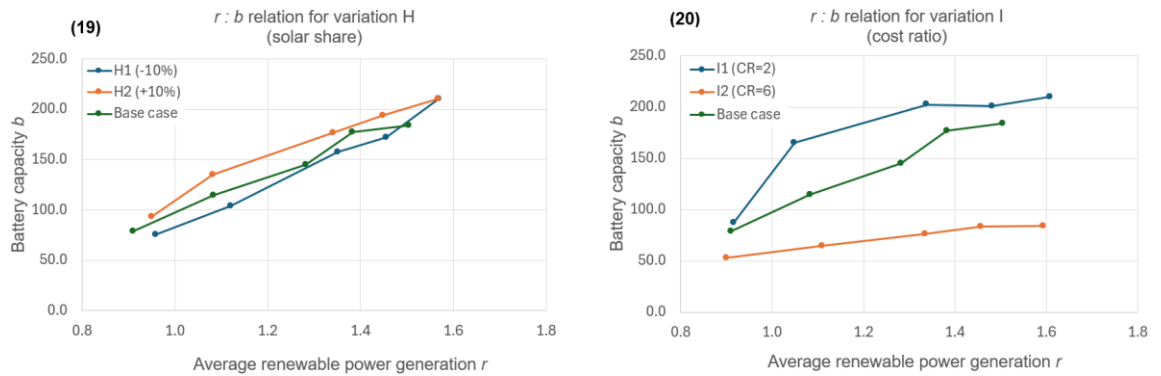 (19)
r : b relation for variation H
(solar share)
250.0
200.0
150.0
100.0
50.0
0.0
Battery capacity b
H1 (-10%)
H2 (+10%)
Base case
0.8 1.0 1.2 1.4 1.6 1.8
Average renewable power generation r
(20)
r : b relation for variation I
(cost ratio)
250.0
200.0
150.0
100.0
50.0
0.0
Battery capacity b
I1 (CR=2)
I2 (CR=6)
Base case
0.8 1.0 1.2 1.4 1.6 1.8
Average renewable power generation r